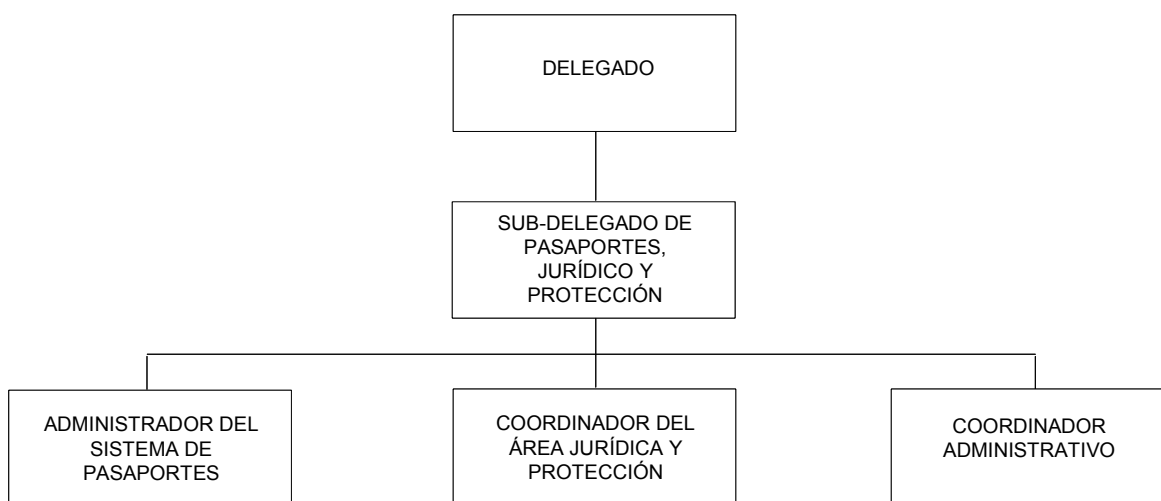 DELEGADO
SUB-DELEGADO DE
PASAPORTES,
JURÍDICO Y
PROTECCIÓN
ADMINISTRADOR DEL
SISTEMA DE
PASAPORTES
COORDINADOR DEL
ÁREA JURÍDICA Y
PROTECCIÓN
COORDINADOR
ADMINISTRATIVO